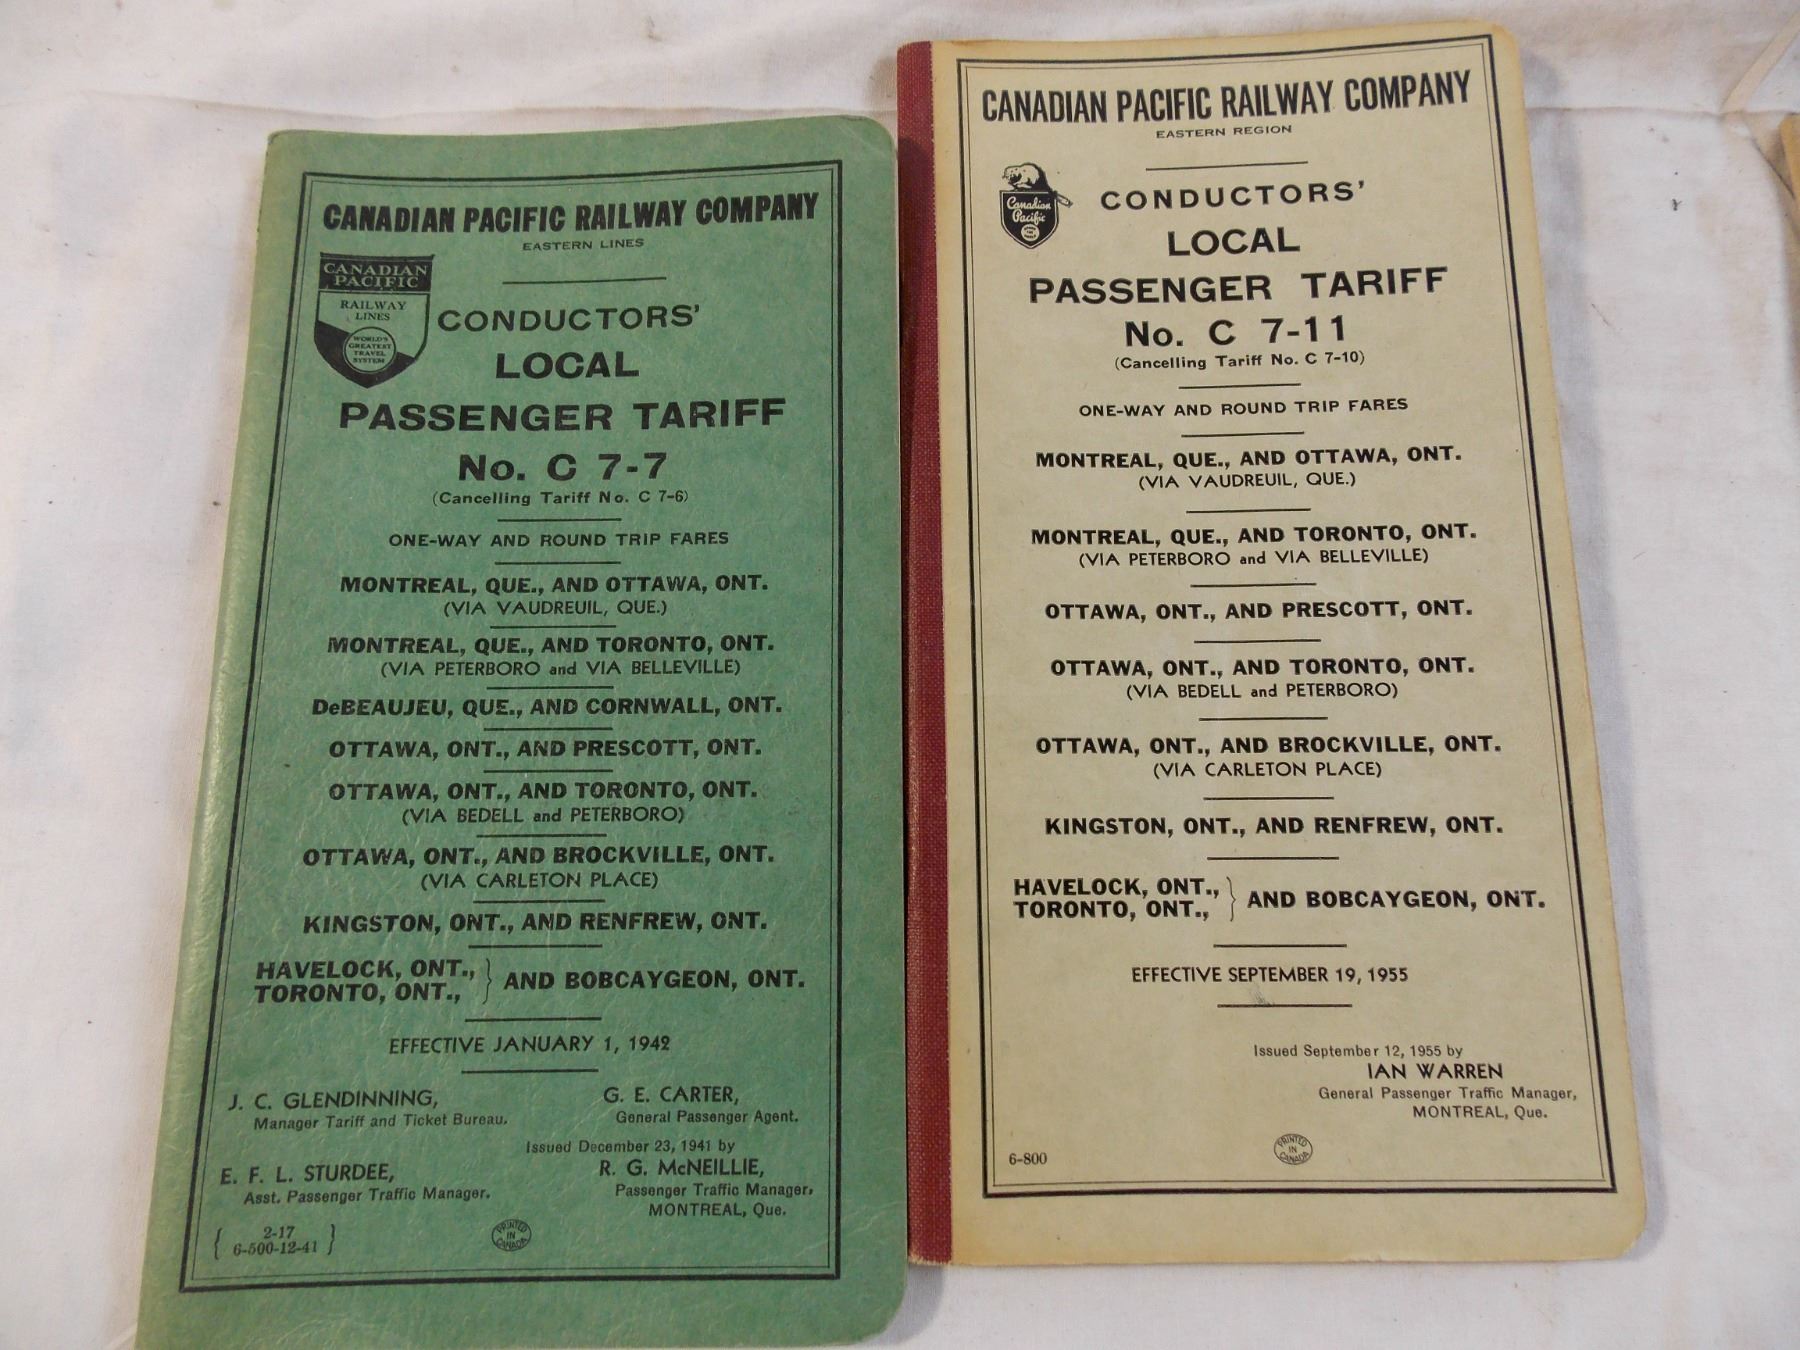 CANADIAN PACIFIC RAILWAY COMPANY
EASTERN LINES
CANADIAN
PACIFIC
RAILWAY
LINES
WORLD'S
GREATEST
TRAVEL
SYSTEM
CONDUCTORS'
LOCAL
PASSENGER TARIFF
No. C 7-7
(Cancelling Tariff No. C 7-6)
ONE-WAY AND ROUND TRIP FARES
MONTREAL, QUE., AND OTTAWA, ONT.
(VIA VAUDREUIL, QUE.)
MONTREAL, QUE., AND TORONTO, ONT.
(VIA PETERBORO and VIA BELLEVILLE)
DeBEAUJEU, QUE., AND CORNWALL, ONT.
OTTAWA, ONT., AND PRESCOTT, ONT.
OTTAWA, ONT., AND TORONTO, ONT.
(VIA BEDELL and PETERBORO)
OTTAWA, ONT., AND BROCKVILLE, ONT.
(VIA CARLETON PLACE)
KINGSTON, ONT., AND RENFREW, ONT.
HAVELOCK, ONT.,
TORONTO, ONT., } AND BOBCAYGEON, ONT.
EFFECTIVE JANUARY 1, 1942
J. C. GLENDINNING,
Manager Tariff and Ticket Bureau.
G. E. CARTER,
General Passenger Agent.
Issued December 23, 1941 by
E. F. L. STURDEE,
Asst. Passenger Traffic Manager.
R. G. McNEILLIE,
Passenger Traffic Manager,
MONTREAL, Que.
{ 2-17
6-500-12-41 }
PRINTED
IN
CANADA
CANADIAN PACIFIC RAILWAY COMPANY
EASTERN REGION
Canadian
Pacific
CONDUCTORS'
LOCAL
PASSENGER TARIFF
No. C 7-11
(Cancelling Tariff No. C 7-10)
ONE-WAY AND ROUND TRIP FARES
MONTREAL, QUE., AND OTTAWA, ONT.
(VIA VAUDREUIL, QUE.)
MONTREAL, QUE., AND TORONTO, ONT.
(VIA PETERBORO and VIA BELLEVILLE)
OTTAWA, ONT., AND PRESCOTT, ONT.
OTTAWA, ONT., AND TORONTO, ONT.
(VIA BEDELL and PETERBORO)
OTTAWA, ONT., AND BROCKVILLE, ONT.
(VIA CARLETON PLACE)
KINGSTON, ONT., AND RENFREW, ONT.
HAVELOCK, ONT.,
TORONTO, ONT., } AND BOBCAYGEON, ONT.
EFFECTIVE SEPTEMBER 19, 1955
Issued September 12, 1955 by
IAN WARREN
General Passenger Traffic Manager,
MONTREAL, Que.
6-800
PRINTED
IN
CANADA